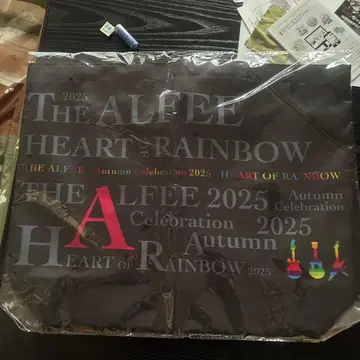 2025
THE ALFEE
HEART OF RAINBOW
THE ALFEE Autumn Celebration 2025 HEART OF RAINBOW
THE ALFEE 2025 Autumn Celebration
A Celebration 2025
Autumn
HEART OF RAINBOW 2025